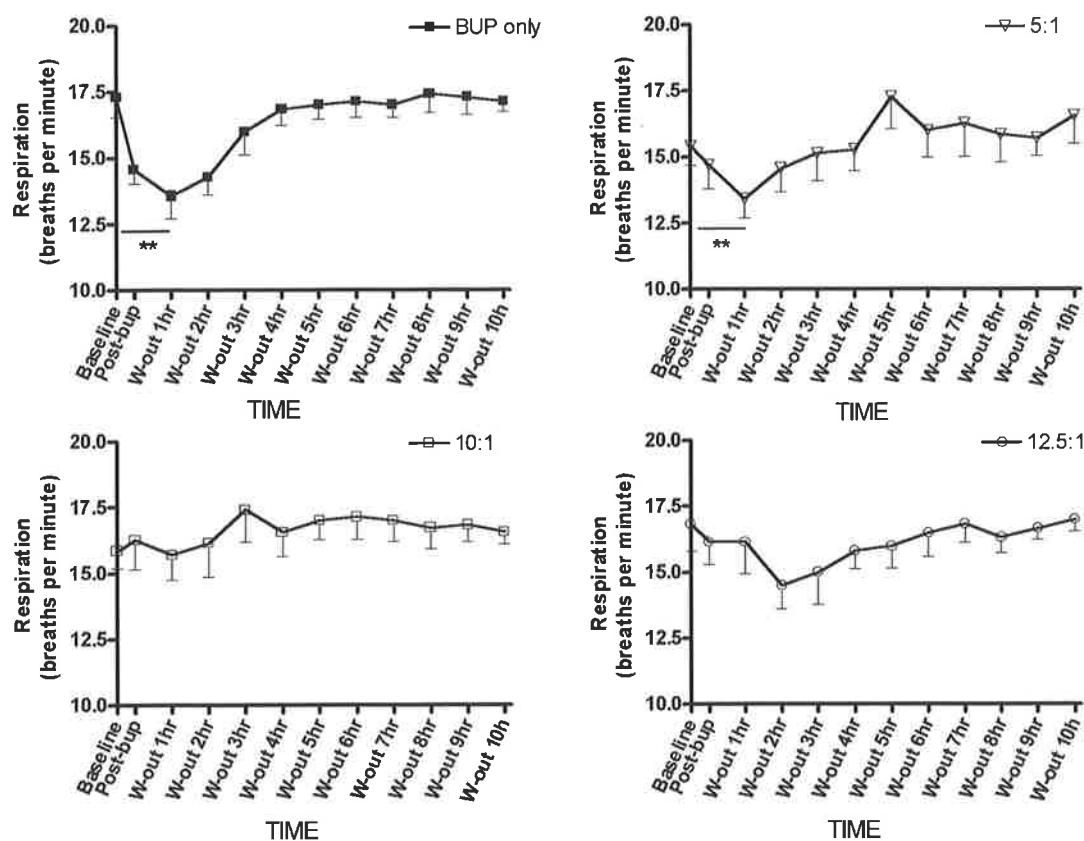 BUP only
20.0
17.5
15.0
12.5
10.0
Respiration
(breaths per minute)
**
Baseline
Post-bup
W-out 1hr
W-out 2hr
W-out 3hr
W-out 4hr
W-out 5hr
W-out 6hr
W-out 7hr
W-out 8hr
W-out 9hr
W-out 10h
TIME
5:1
20.0
17.5
15.0
12.5
10.0
Respiration
(breaths per minute)
**
Baseline
Post-bup
W-out 1hr
W-out 2hr
W-out 3hr
W-out 4hr
W-out 5hr
W-out 6hr
W-out 7hr
W-out 8hr
W-out 9hr
W-out 10h
TIME
10:1
20.0
17.5
15.0
12.5
10.0
Respiration
(breaths per minute)
Baseline
Post-bup
W-out 1hr
W-out 2hr
W-out 3hr
W-out 4hr
W-out 5hr
W-out 6hr
W-out 7hr
W-out 8hr
W-out 9hr
W-out 10h
TIME
12.5:1
20.0
17.5
15.0
12.5
10.0
Respiration
(breaths per minute)
Baseline
Post-bup
W-out 1hr
W-out 2hr
W-out 3hr
W-out 4hr
W-out 5hr
W-out 6hr
W-out 7hr
W-out 8hr
W-out 9hr
W-out 10h
TIME